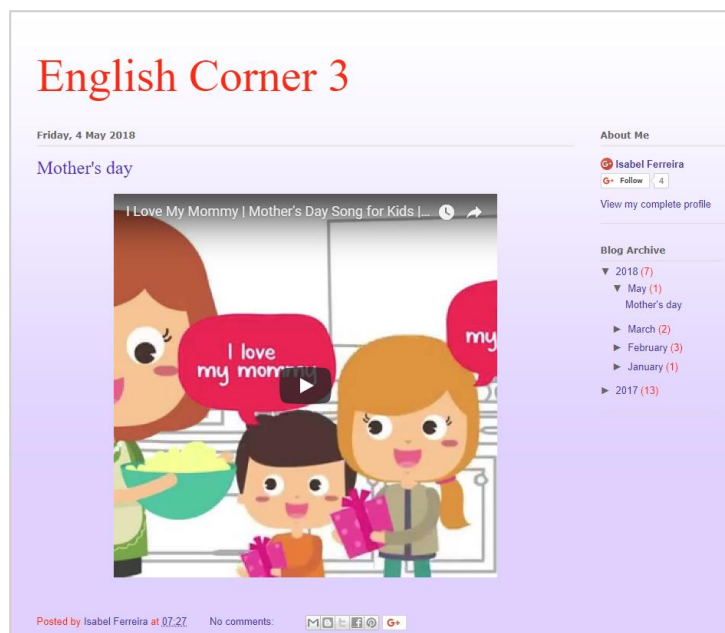 English Corner 3
Friday, 4 May 2018
Mother's day
I Love My Mommy | Mother's Day Song for Kids |...
I love
my mommy
my
Posted by Isabel Ferreira at 07.27 No comments:
About Me
Isabel Ferreira
G+ Follow 4
View my complete profile
Blog Archive
▼ 2018 (7)
▼ May (1)
Mother's day
► March (2)
► February (3)
► January (1)
► 2017 (13)